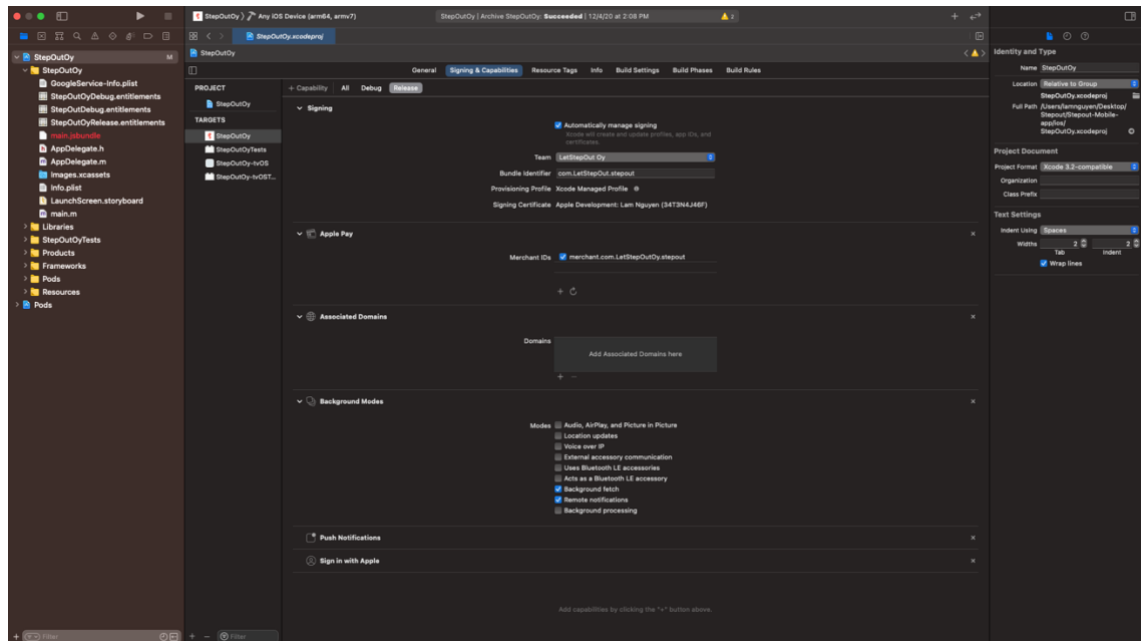 StepOutOy
Any iOS Device (arm64, armv7)
StepOutOy | Archive StepOutOy: Succeeded | 12/4/20 at 2:08 PM
2
StepOutOy.xcodeproj
StepOutOy M
StepOutOy
GoogleService-Info.plist
StepOutOyDebug.entitlements
StepOutDebug.entitlements
StepOutOyRelease.entitlements
main.jsbundle
AppDelegate.h
AppDelegate.m
Images.xcassets
Info.plist
LaunchScreen.storyboard
main.m
Libraries
StepOutOyTests
Products
Frameworks
Pods
Resources
Pods
Filter
StepOutOy
General Signing & Capabilities Resource Tags Info Build Settings Build Phases Build Rules
PROJECT
StepOutOy
TARGETS
StepOutOy
StepOutOyTests
StepOutOy-tvOS
StepOutOy-tvOST...
Filter
+ Capability All Debug Release
Signing
Automatically manage signing
Xcode will create and update profiles, app IDs, and
certificates.
Team LetStepOut Oy
Bundle Identifier com.LetStepOut.stepout
Provisioning Profile Xcode Managed Profile
Signing Certificate Apple Development: Lam Nguyen (34T3N4J46F)
Apple Pay
Merchant IDs merchant.com.LetStepOutOy.stepout
Associated Domains
Domains
Add Associated Domains here
Background Modes
Modes Audio, AirPlay, and Picture in Picture
Location updates
Voice over IP
External accessory communication
Uses Bluetooth LE accessories
Acts as a Bluetooth LE accessory
Background fetch
Remote notifications
Background processing
Push Notifications
Sign in with Apple
Add capabilities by clicking the "+" button above.
Identity and Type
Name StepOutOy
Location Relative to Group
StepOutOy.xcodeproj
Full Path /Users/lamnguyen/Desktop/
Stepout/Stepout-Mobile-
app/ios/
StepOutOy.xcodeproj
Project Document
Project Format Xcode 3.2-compatible
Organization
Class Prefix
Text Settings
Indent Using Spaces
Widths 2 2
Tab Indent
Wrap lines